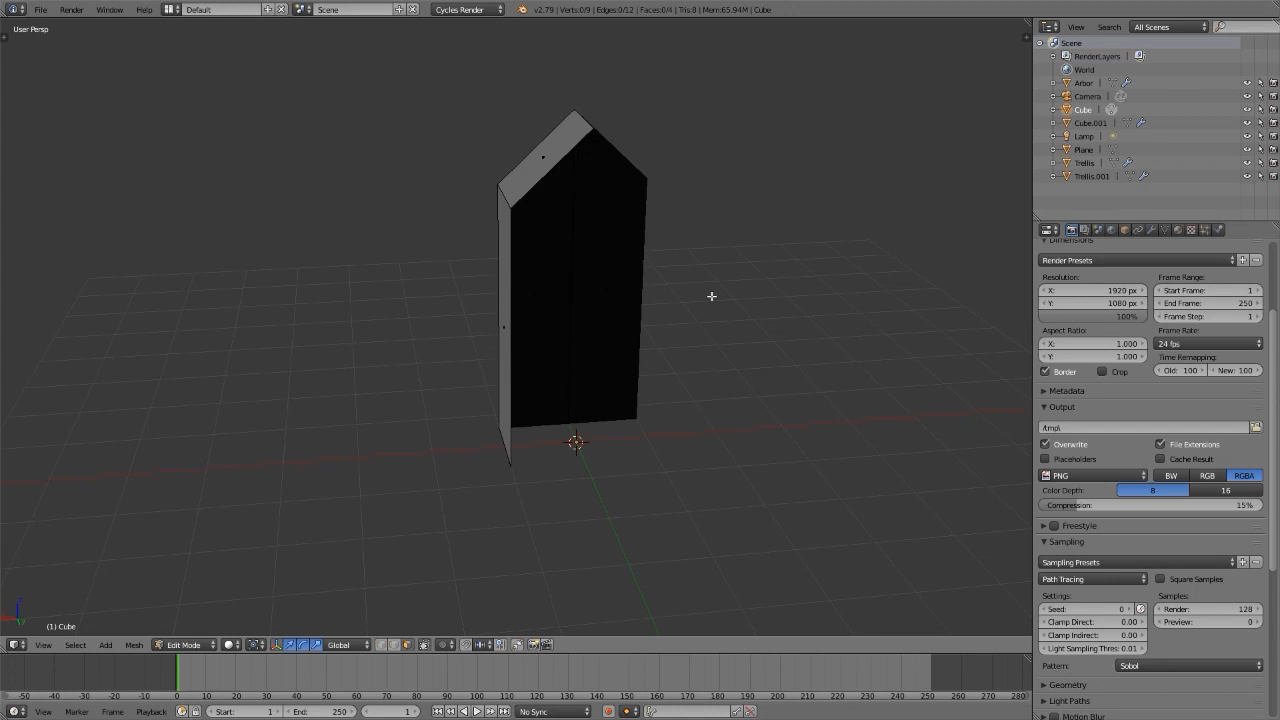 File Render Window Help Default Scene Cycles Render v2.79 | Verts:0/9 | Edges:0/12 | Faces:0/4 | Tris:8 | Mem:65.94M | Cube
User Persp
View Search All Scenes
Scene
RenderLayers
World
Arbor
Camera
Cube
Cube.001
Lamp
Plane
Trellis
Trellis.001
Dimensions
Render Presets
Resolution: Frame Range:
X: 1920 px Start Frame: 1
Y: 1080 px End Frame: 250
100% Frame Step: 1
Aspect Ratio: Frame Rate:
X: 1.000 24 fps
Y: 1.000 Time Remapping:
Border Crop Old: 100 New: 100
Metadata
Output
/tmp\
Overwrite File Extensions
Placeholders Cache Result
PNG BW RGB RGBA
Color Depth: 8 16
Compression: 15%
Freestyle
Sampling
Sampling Presets
Path Tracing Square Samples
Settings: Samples:
Seed: 0 Render: 128
Clamp Direct: 0.00 Preview: 0
Clamp Indirect: 0.00
Light Sampling Thres: 0.01
Pattern: Sobol
Geometry
Light Paths
Motion Blur
z
y
(1) Cube
View Select Add Mesh Edit Mode Global
-50 -40 -30 -20 -10 0 10 20 30 40 50 60 70 80 90 100 110 120 130 140 150 160 170 180 190 200 210 220 230 240 250 260 270 280
View Marker Frame Playback Start: 1 End: 250 1 No Sync